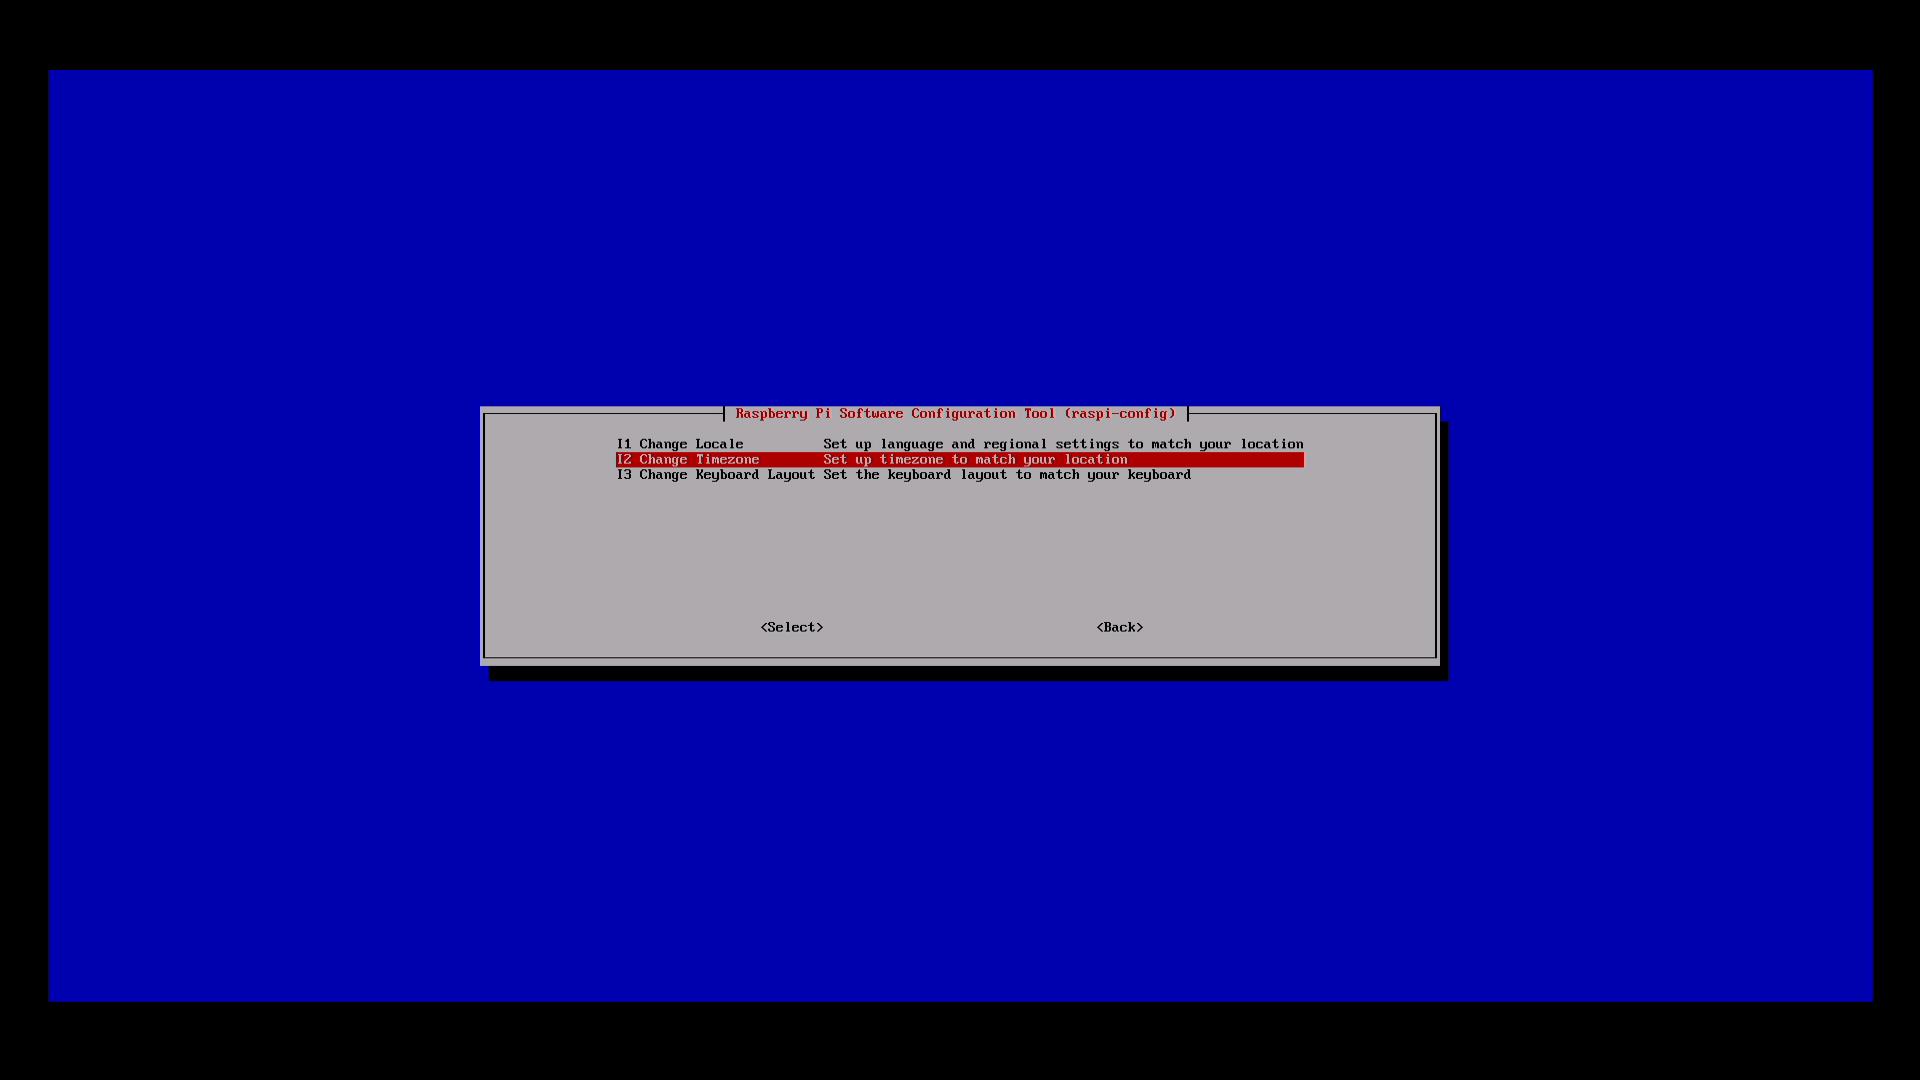 Raspberry Pi Software Configuration Tool (raspi-config)
I1 Change Locale Set up language and regional settings to match your location
I2 Change Timezone Set up timezone to match your location
I3 Change Keyboard Layout Set the keyboard layout to match your keyboard
<Select> <Back>